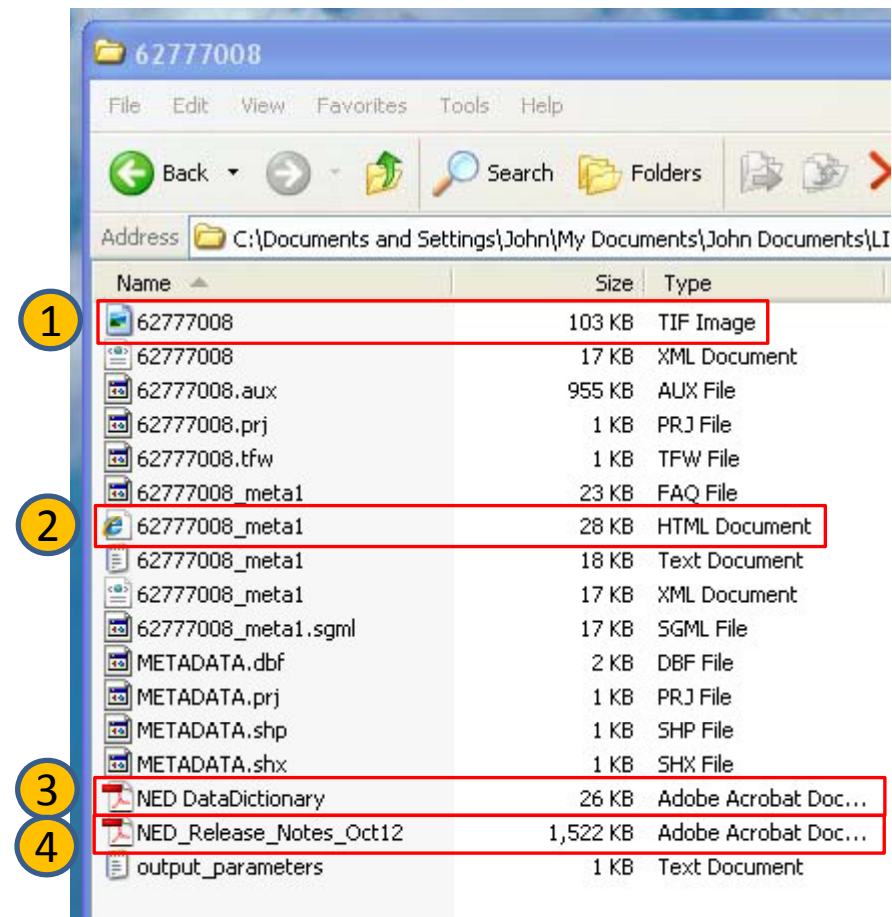 62777008
File Edit View Favorites Tools Help
Back Search Folders
Address C:\Documents and Settings\John\My Documents\John Documents\LI
Name Size Type
1 62777008 103 KB TIF Image
62777008 17 KB XML Document
62777008.aux 955 KB AUX File
62777008.prj 1 KB PRJ File
62777008.tfw 1 KB TFW File
62777008_meta1 23 KB FAQ File
2 62777008_meta1 28 KB HTML Document
62777008_meta1 18 KB Text Document
62777008_meta1 17 KB XML Document
62777008_meta1.sgml 17 KB SGML File
METADATA.dbf 2 KB DBF File
METADATA.prj 1 KB PRJ File
METADATA.shp 1 KB SHP File
METADATA.shx 1 KB SHX File
3 NED DataDictionary 26 KB Adobe Acrobat Doc...
4 NED_Release_Notes_Oct12 1,522 KB Adobe Acrobat Doc...
output_parameters 1 KB Text Document